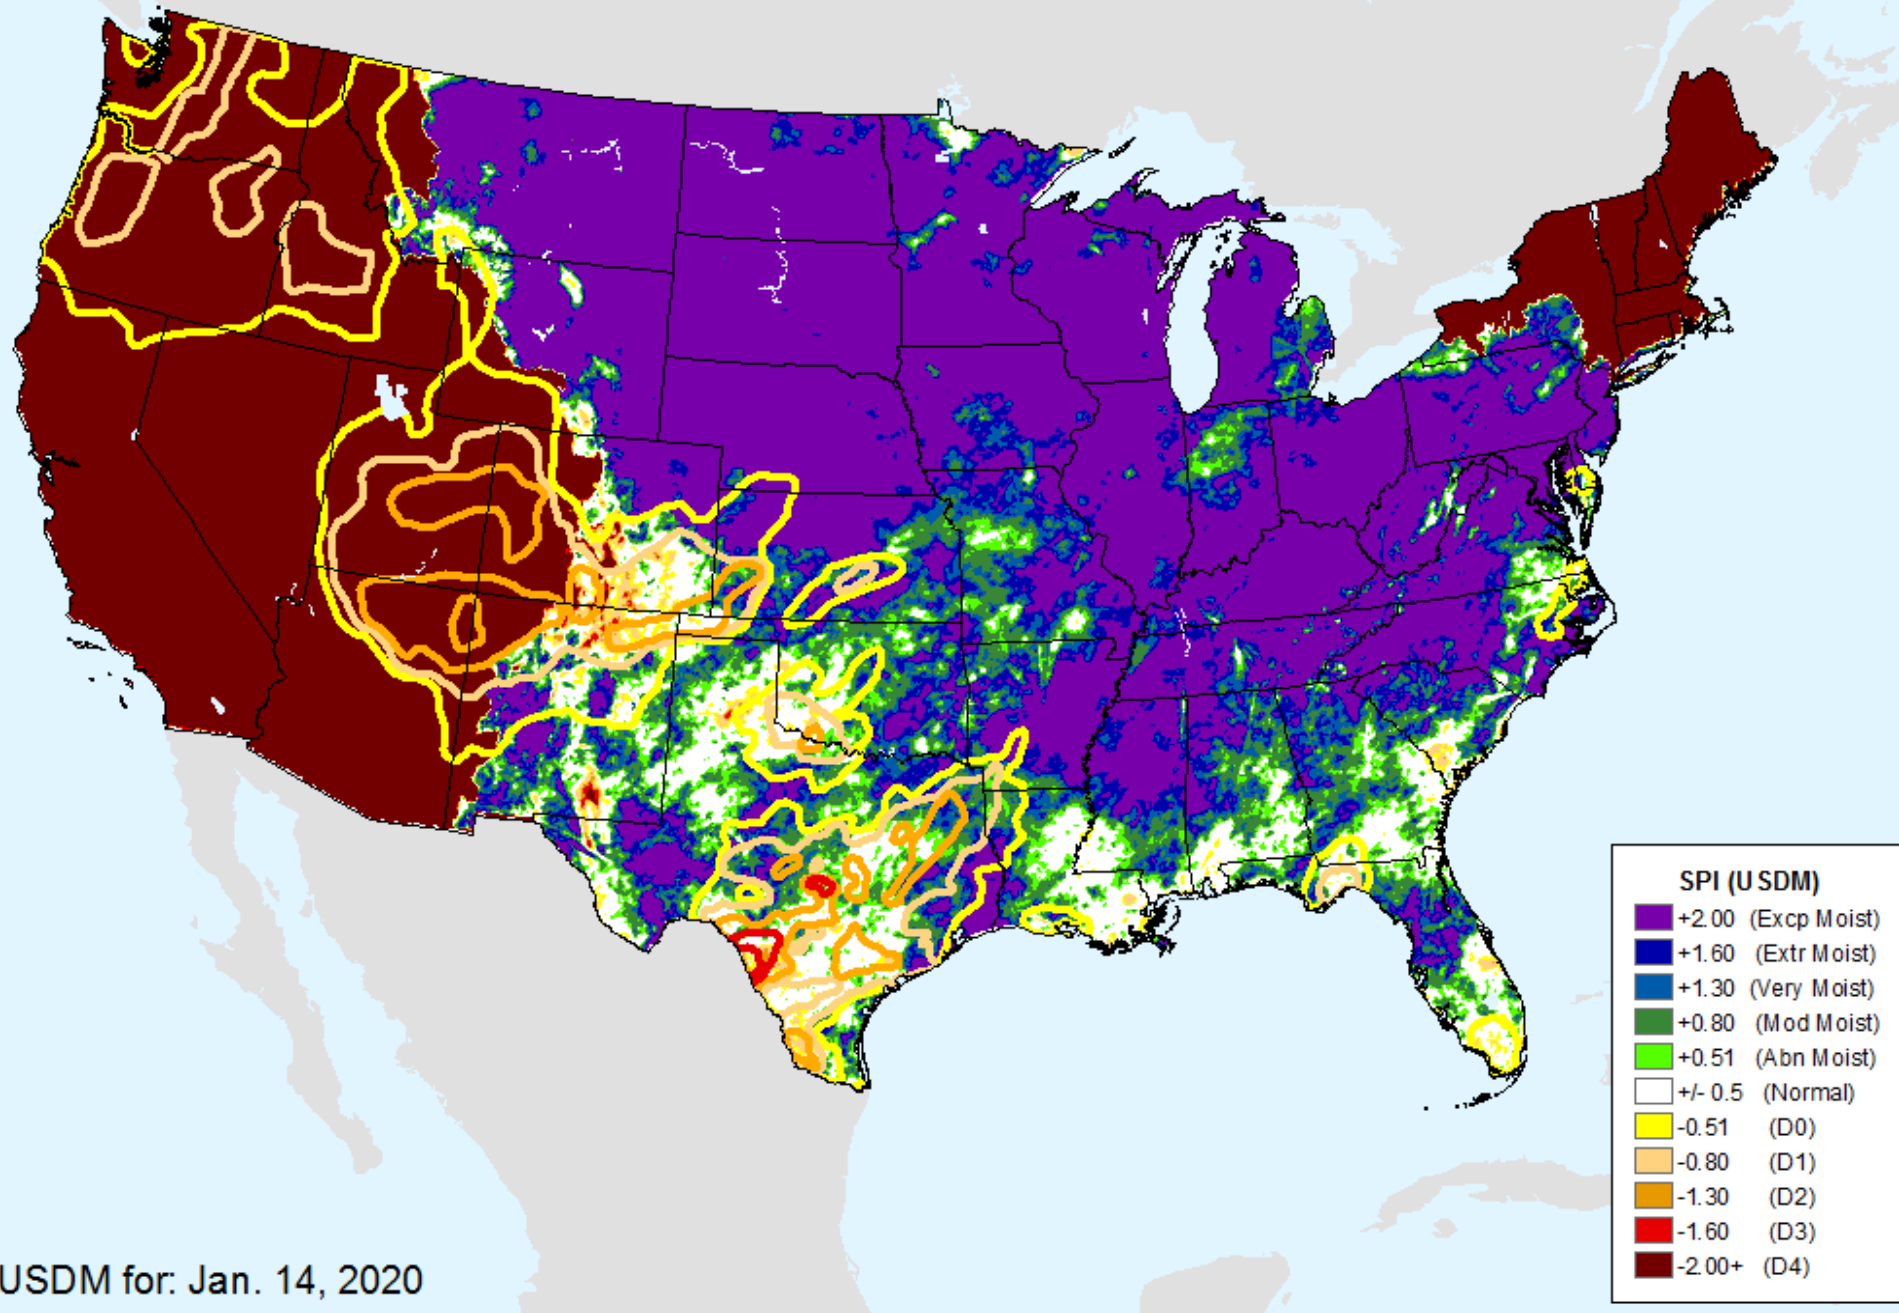 SPI (USDM)
+2.00 (Excp Moist)
+1.60 (Extr Moist)
+1.30 (Very Moist)
+0.80 (Mod Moist)
+0.51 (Abn Moist)
+/- 0.5 (Normal)
-0.51 (D0)
-0.80 (D1)
-1.30 (D2)
-1.60 (D3)
-2.00+ (D4)
USDM for: Jan. 14, 2020